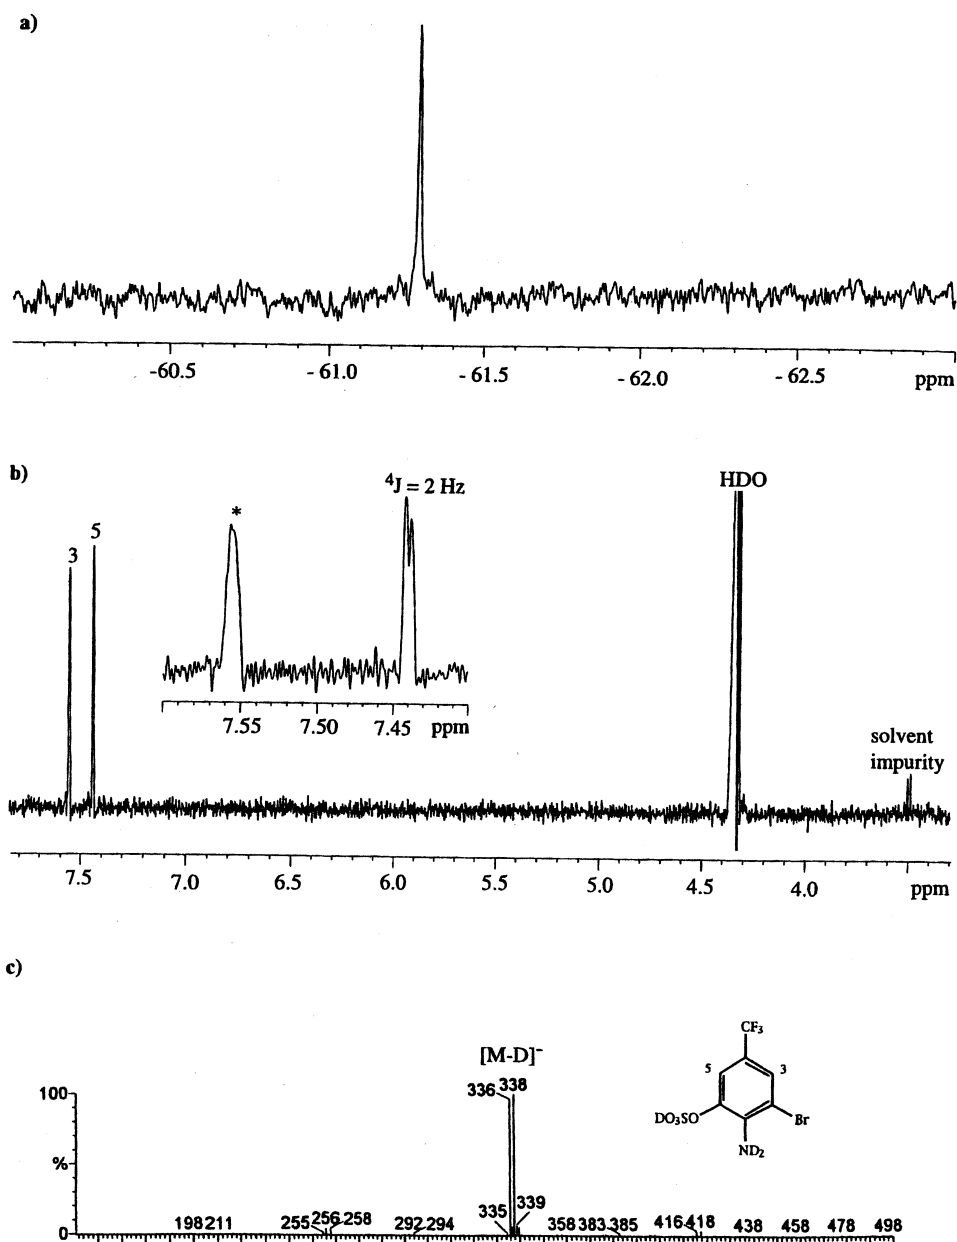 a)
-60.5 -61.0 -61.5 -62.0 -62.5 ppm
b)
⁴J = 2 Hz
HDO
*
5
3
7.55 7.50 7.45 ppm
solvent
impurity
7.5 7.0 6.5 6.0 5.5 5.0 4.5 4.0 ppm
c)
[M-D]⁻
336 338
100
%
0
198 211 255 256 258 292 294 335 339 358 383 385 416 418 438 458 478 498
CF₃
5 3
DO₃SO Br
ND₂